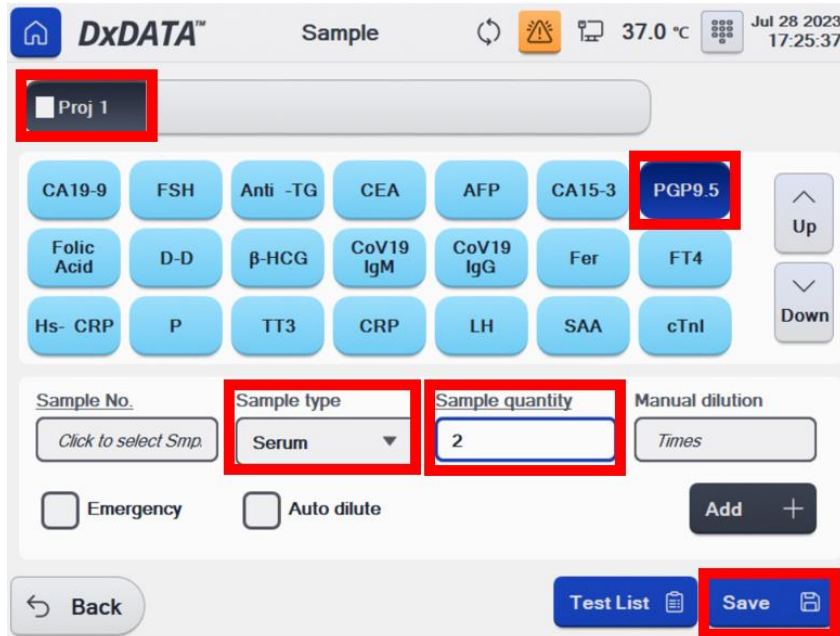 DxDATA™ Sample 37.0 °C Jul 28 2023
17:25:37
Proj 1
CA19-9 FSH Anti -TG CEA AFP CA15-3 PGP9.5
Up
Folic Acid D-D β-HCG CoV19 IgM CoV19 IgG Fer FT4
Down
Hs- CRP P TT3 CRP LH SAA cTnI
Sample No. Sample type Sample quantity Manual dilution
Click to select Smp. Serum 2 Times
Emergency Auto dilute Add
Back Test List Save